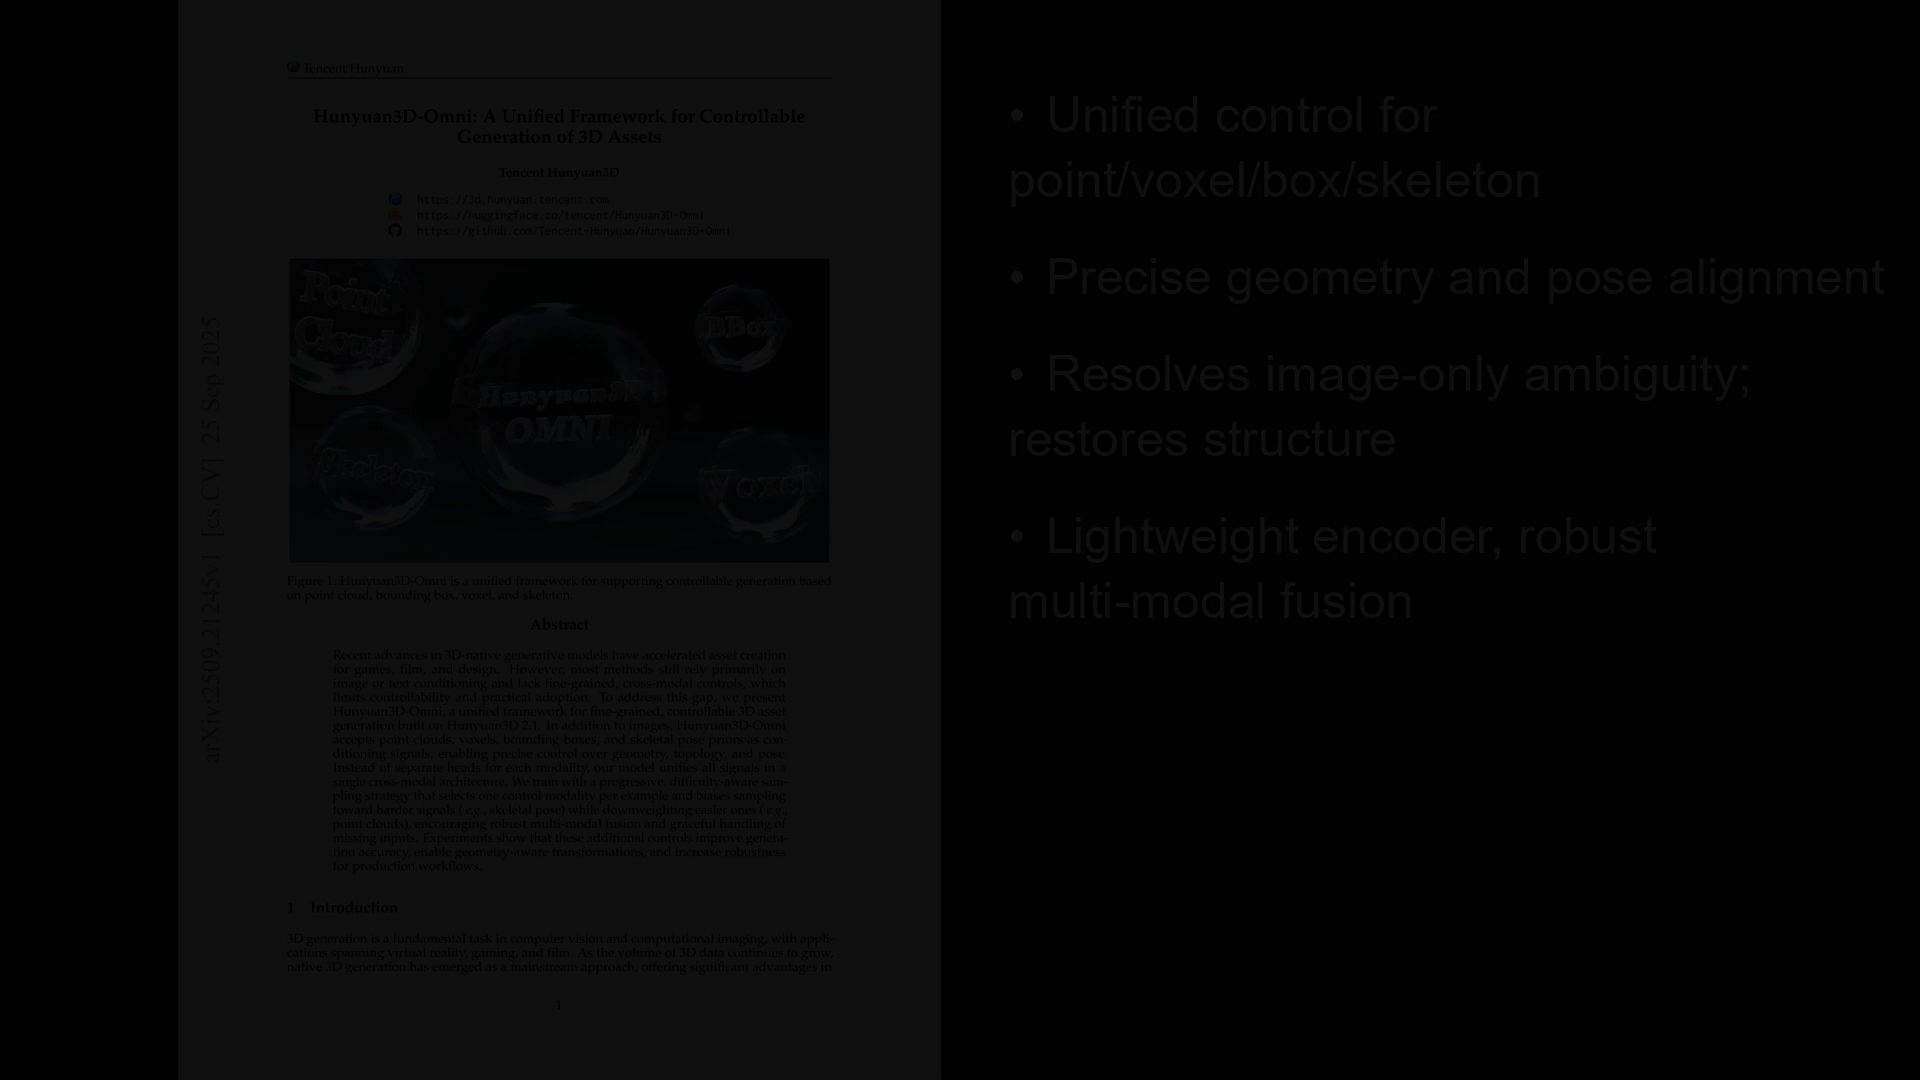 Tencent Hunyuan
Hunyuan3D-Omni: A Unified Framework for Controllable
Generation of 3D Assets
Tencent Hunyuan3D
https://3d.hunyuan.tencent.com
https://huggingface.co/tencent/Hunyuan3D-Omni
https://github.com/Tencent-Hunyuan/Hunyuan3D-Omni
arXiv:2509.21245v1 [cs.CV] 25 Sep 2025
Point
Cloud
BBox
Hunyuan3D
OMNI
Skeleton
Voxel
Figure 1: Hunyuan3D-Omni is a unified framework for supporting controllable generation based
on point cloud, bounding box, voxel, and skeleton.
Abstract
Recent advances in 3D-native generative models have accelerated asset creation
for games, film, and design. However, most methods still rely primarily on
image or text conditioning and lack fine-grained, cross-modal controls, which
limits controllability and practical adoption. To address this gap, we present
Hunyuan3D-Omni, a unified framework for fine-grained, controllable 3D asset
generation built on Hunyuan3D 2.1. In addition to images, Hunyuan3D-Omni
accepts point clouds, voxels, bounding boxes, and skeletal pose priors as con-
ditioning signals, enabling precise control over geometry, topology, and pose.
Instead of separate heads for each modality, our model unifies all signals in a
single cross-modal architecture. We train with a progressive, difficulty-aware sam-
pling strategy that selects one control modality per example and biases sampling
toward harder signals (e.g., skeletal pose) while downweighting easier ones (e.g.,
point clouds), encouraging robust multi-modal fusion and graceful handling of
missing inputs. Experiments show that these additional controls improve genera-
tion accuracy, enable geometry-aware transformations, and increase robustness
for production workflows.
1 Introduction
3D generation is a fundamental task in computer vision and computational imaging, with appli-
cations spanning virtual reality, gaming, and film. As the volume of 3D data continues to grow,
native 3D generation has emerged as a mainstream approach, offering significant advantages in
1
• Unified control for
point/voxel/box/skeleton
• Precise geometry and pose alignment
• Resolves image-only ambiguity;
restores structure
• Lightweight encoder, robust
multi-modal fusion